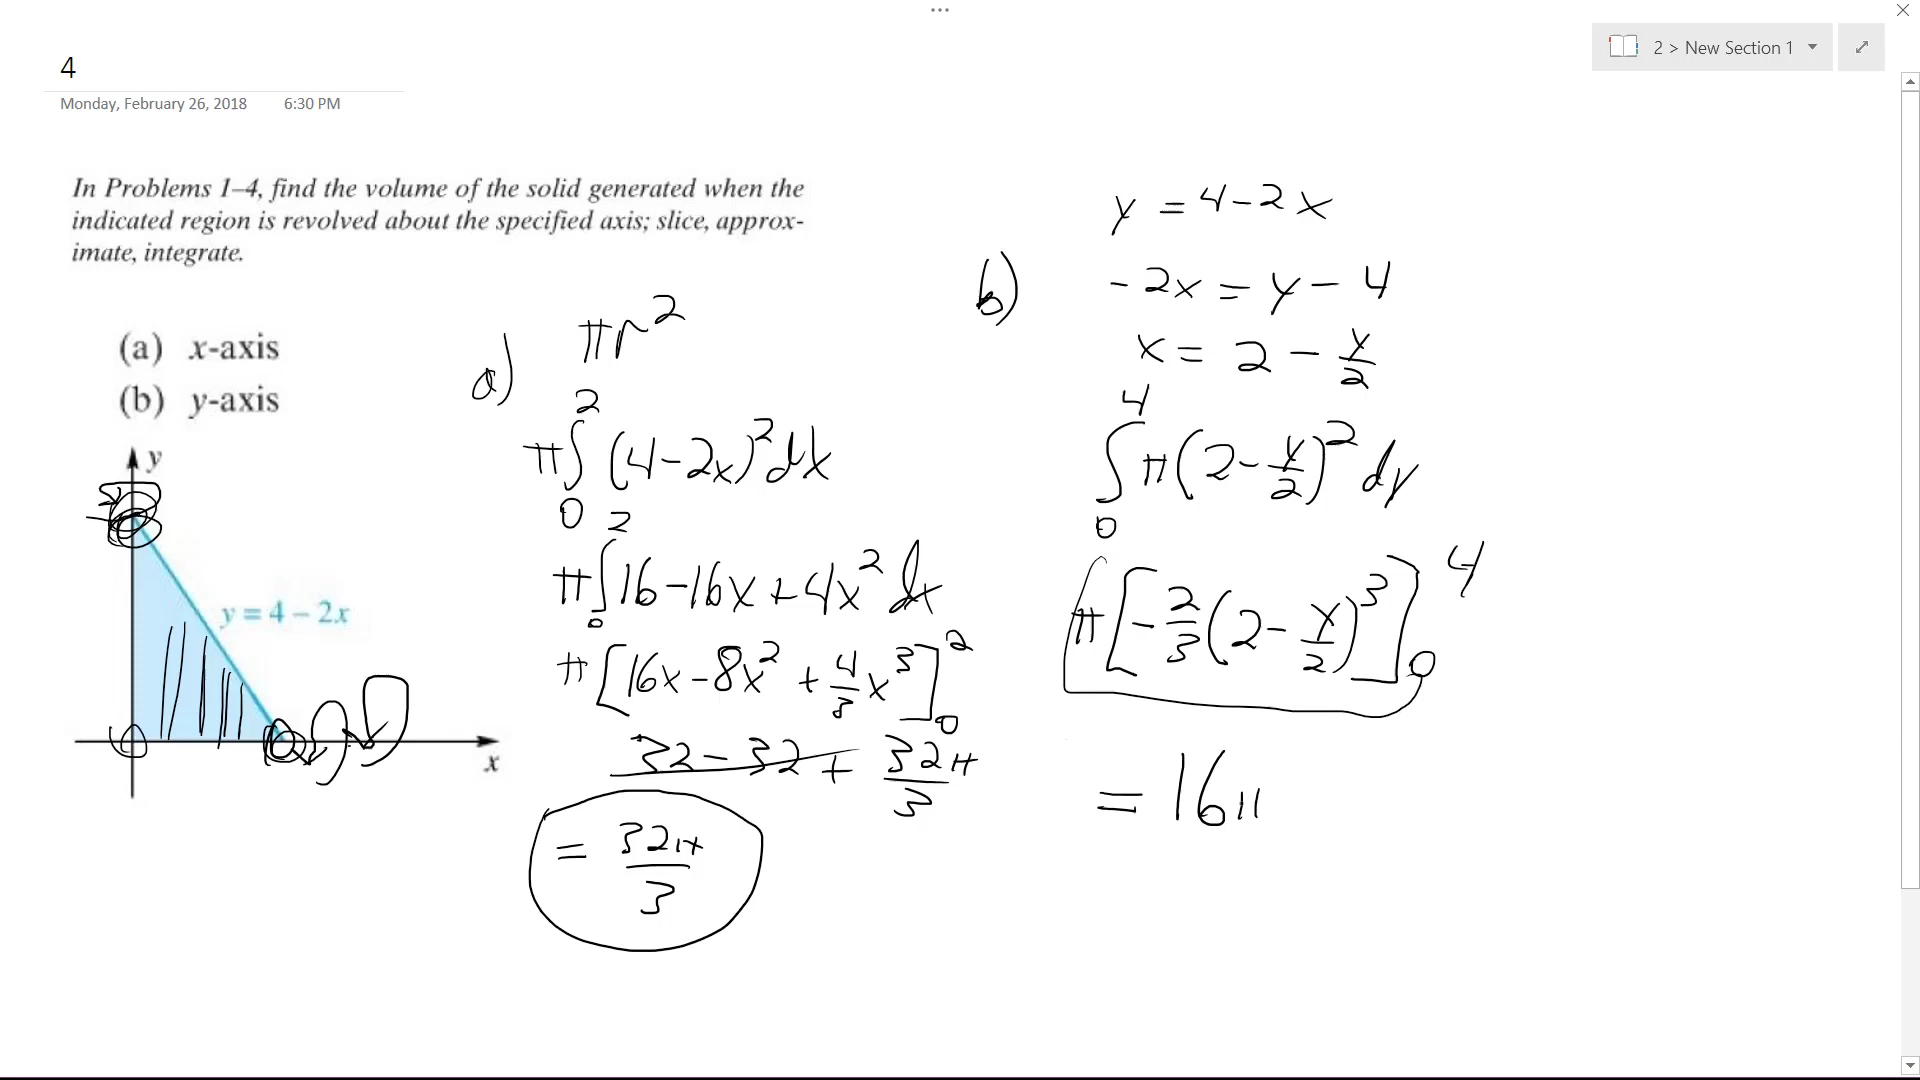 2 > New Section 1
4
Monday, February 26, 2018 6:30 PM
In Problems 1–4, find the volume of the solid generated when the
indicated region is revolved about the specified axis; slice, approx-
imate, integrate.
(a) x-axis
(b) y-axis
y
y = 4 – 2x
x
a)
πr²
π∫₀² (4-2x)² dx
π∫₀² 16-16x+4x² dx
π[16x-8x²+4/3 x³]₀²
32-32+ 32π/3
= 32π/3
b)
y = 4-2x
-2x = y-4
x = 2 - y/2
∫₀⁴ π(2-y/2)² dy
π[-2/3(2-y/2)³]₀⁴
= 16π